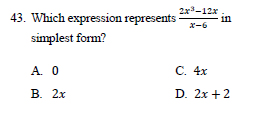 43. Which expression represents (2x³−12x)/(x−6) in
simplest form?
A. 0
C. 4x
B. 2x
D. 2x + 2